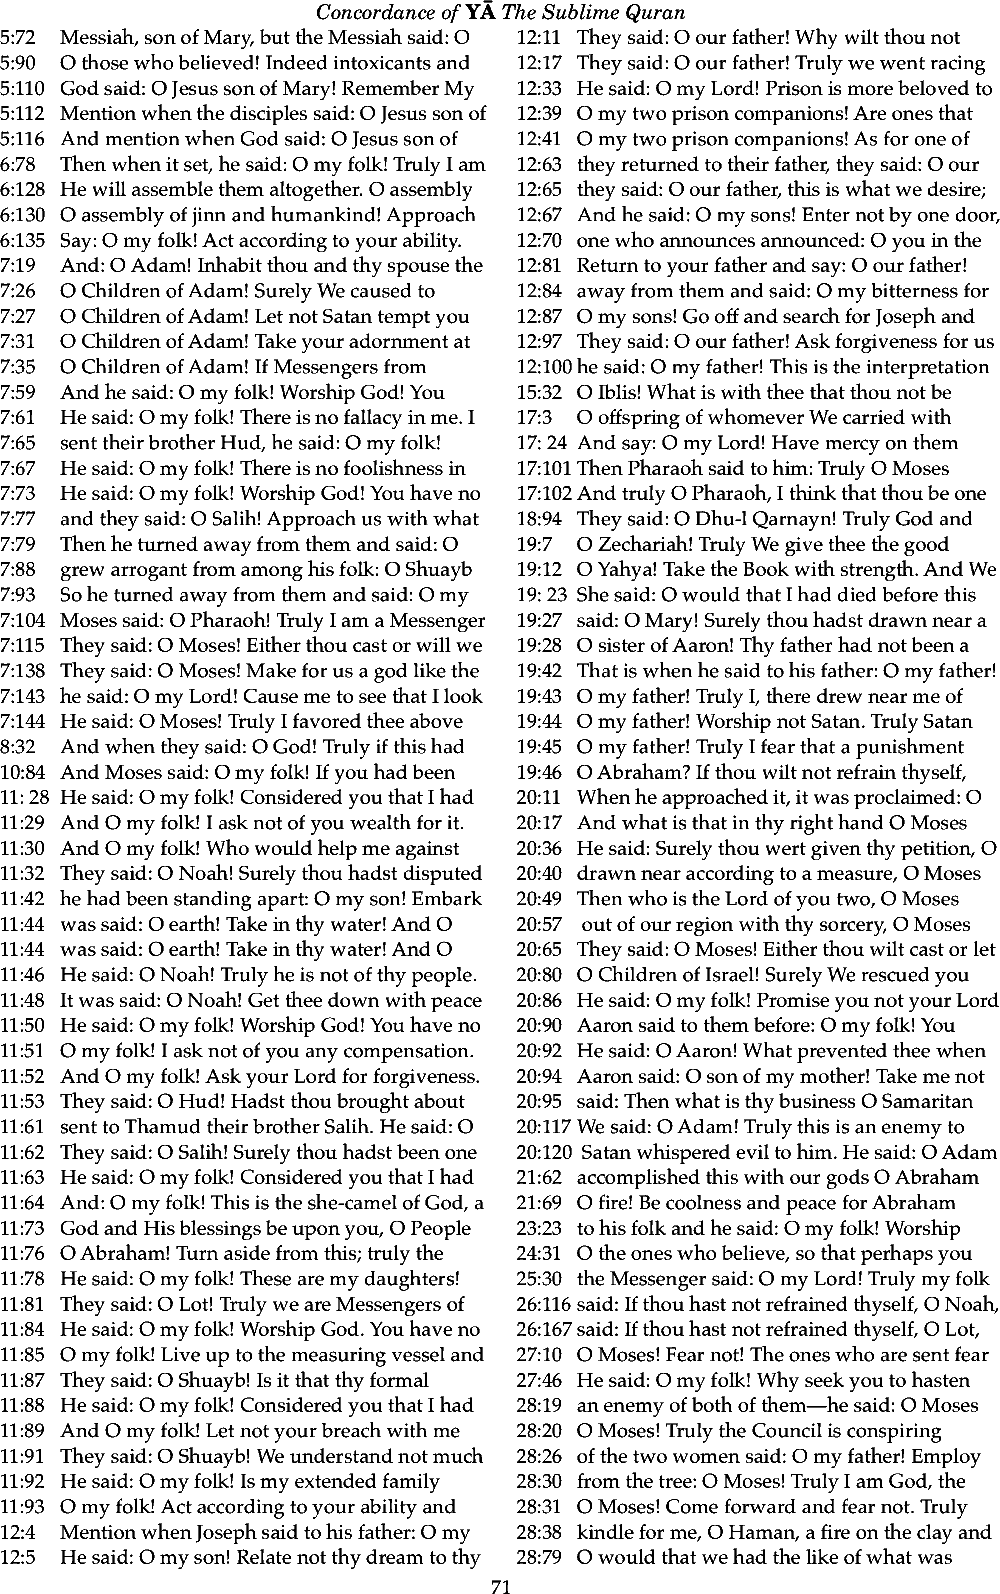 Concordance of YĀ The Sublime Quran
5:72 Messiah, son of Mary, but the Messiah said: O
5:90 O those who believed! Indeed intoxicants and
5:110 God said: O Jesus son of Mary! Remember My
5:112 Mention when the disciples said: O Jesus son of
5:116 And mention when God said: O Jesus son of
6:78 Then when it set, he said: O my folk! Truly I am
6:128 He will assemble them altogether. O assembly
6:130 O assembly of jinn and humankind! Approach
6:135 Say: O my folk! Act according to your ability.
7:19 And: O Adam! Inhabit thou and thy spouse the
7:26 O Children of Adam! Surely We caused to
7:27 O Children of Adam! Let not Satan tempt you
7:31 O Children of Adam! Take your adornment at
7:35 O Children of Adam! If Messengers from
7:59 And he said: O my folk! Worship God! You
7:61 He said: O my folk! There is no fallacy in me. I
7:65 sent their brother Hud, he said: O my folk!
7:67 He said: O my folk! There is no foolishness in
7:73 He said: O my folk! Worship God! You have no
7:77 and they said: O Salih! Approach us with what
7:79 Then he turned away from them and said: O
7:88 grew arrogant from among his folk: O Shuayb
7:93 So he turned away from them and said: O my
7:104 Moses said: O Pharaoh! Truly I am a Messenger
7:115 They said: O Moses! Either thou cast or will we
7:138 They said: O Moses! Make for us a god like the
7:143 he said: O my Lord! Cause me to see that I look
7:144 He said: O Moses! Truly I favored thee above
8:32 And when they said: O God! Truly if this had
10:84 And Moses said: O my folk! If you had been
11: 28 He said: O my folk! Considered you that I had
11:29 And O my folk! I ask not of you wealth for it.
11:30 And O my folk! Who would help me against
11:32 They said: O Noah! Surely thou hadst disputed
11:42 he had been standing apart: O my son! Embark
11:44 was said: O earth! Take in thy water! And O
11:44 was said: O earth! Take in thy water! And O
11:46 He said: O Noah! Truly he is not of thy people.
11:48 It was said: O Noah! Get thee down with peace
11:50 He said: O my folk! Worship God! You have no
11:51 O my folk! I ask not of you any compensation.
11:52 And O my folk! Ask your Lord for forgiveness.
11:53 They said: O Hud! Hadst thou brought about
11:61 sent to Thamud their brother Salih. He said: O
11:62 They said: O Salih! Surely thou hadst been one
11:63 He said: O my folk! Considered you that I had
11:64 And: O my folk! This is the she-camel of God, a
11:73 God and His blessings be upon you, O People
11:76 O Abraham! Turn aside from this; truly the
11:78 He said: O my folk! These are my daughters!
11:81 They said: O Lot! Truly we are Messengers of
11:84 He said: O my folk! Worship God. You have no
11:85 O my folk! Live up to the measuring vessel and
11:87 They said: O Shuayb! Is it that thy formal
11:88 He said: O my folk! Considered you that I had
11:89 And O my folk! Let not your breach with me
11:91 They said: O Shuayb! We understand not much
11:92 He said: O my folk! Is my extended family
11:93 O my folk! Act according to your ability and
12:4 Mention when Joseph said to his father: O my
12:5 He said: O my son! Relate not thy dream to thy
12:11 They said: O our father! Why wilt thou not
12:17 They said: O our father! Truly we went racing
12:33 He said: O my Lord! Prison is more beloved to
12:39 O my two prison companions! Are ones that
12:41 O my two prison companions! As for one of
12:63 they returned to their father, they said: O our
12:65 they said: O our father, this is what we desire;
12:67 And he said: O my sons! Enter not by one door,
12:70 one who announces announced: O you in the
12:81 Return to your father and say: O our father!
12:84 away from them and said: O my bitterness for
12:87 O my sons! Go off and search for Joseph and
12:97 They said: O our father! Ask forgiveness for us
12:100 he said: O my father! This is the interpretation
15:32 O Iblis! What is with thee that thou not be
17:3 O offspring of whomever We carried with
17: 24 And say: O my Lord! Have mercy on them
17:101 Then Pharaoh said to him: Truly O Moses
17:102 And truly O Pharaoh, I think that thou be one
18:94 They said: O Dhu-l Qarnayn! Truly God and
19:7 O Zechariah! Truly We give thee the good
19:12 O Yahya! Take the Book with strength. And We
19: 23 She said: O would that I had died before this
19:27 said: O Mary! Surely thou hadst drawn near a
19:28 O sister of Aaron! Thy father had not been a
19:42 That is when he said to his father: O my father!
19:43 O my father! Truly I, there drew near me of
19:44 O my father! Worship not Satan. Truly Satan
19:45 O my father! Truly I fear that a punishment
19:46 O Abraham? If thou wilt not refrain thyself,
20:11 When he approached it, it was proclaimed: O
20:17 And what is that in thy right hand O Moses
20:36 He said: Surely thou wert given thy petition, O
20:40 drawn near according to a measure, O Moses
20:49 Then who is the Lord of you two, O Moses
20:57 out of our region with thy sorcery, O Moses
20:65 They said: O Moses! Either thou wilt cast or let
20:80 O Children of Israel! Surely We rescued you
20:86 He said: O my folk! Promise you not your Lord
20:90 Aaron said to them before: O my folk! You
20:92 He said: O Aaron! What prevented thee when
20:94 Aaron said: O son of my mother! Take me not
20:95 said: Then what is thy business O Samaritan
20:117 We said: O Adam! Truly this is an enemy to
20:120 Satan whispered evil to him. He said: O Adam
21:62 accomplished this with our gods O Abraham
21:69 O fire! Be coolness and peace for Abraham
23:23 to his folk and he said: O my folk! Worship
24:31 O the ones who believe, so that perhaps you
25:30 the Messenger said: O my Lord! Truly my folk
26:116 said: If thou hast not refrained thyself, O Noah,
26:167 said: If thou hast not refrained thyself, O Lot,
27:10 O Moses! Fear not! The ones who are sent fear
27:46 He said: O my folk! Why seek you to hasten
28:19 an enemy of both of them—he said: O Moses
28:20 O Moses! Truly the Council is conspiring
28:26 of the two women said: O my father! Employ
28:30 from the tree: O Moses! Truly I am God, the
28:31 O Moses! Come forward and fear not. Truly
28:38 kindle for me, O Haman, a fire on the clay and
28:79 O would that we had the like of what was
71